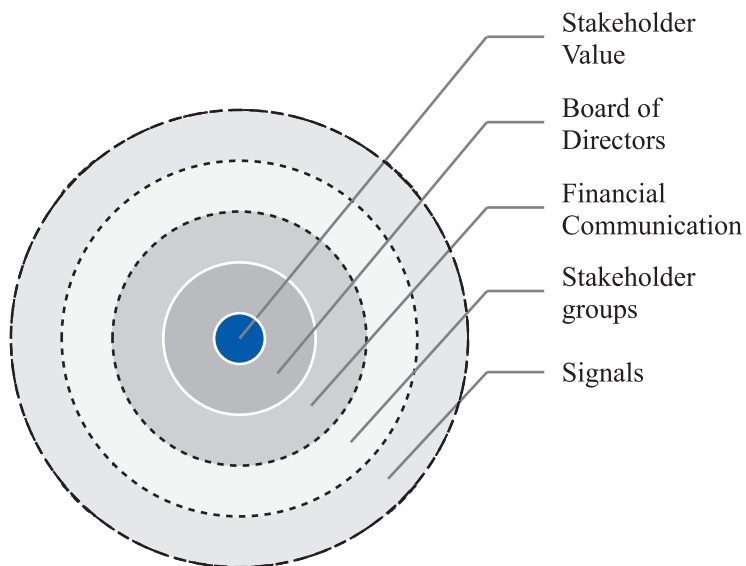 Stakeholder
Value
Board of
Directors
Financial
Communication
Stakeholder
groups
Signals